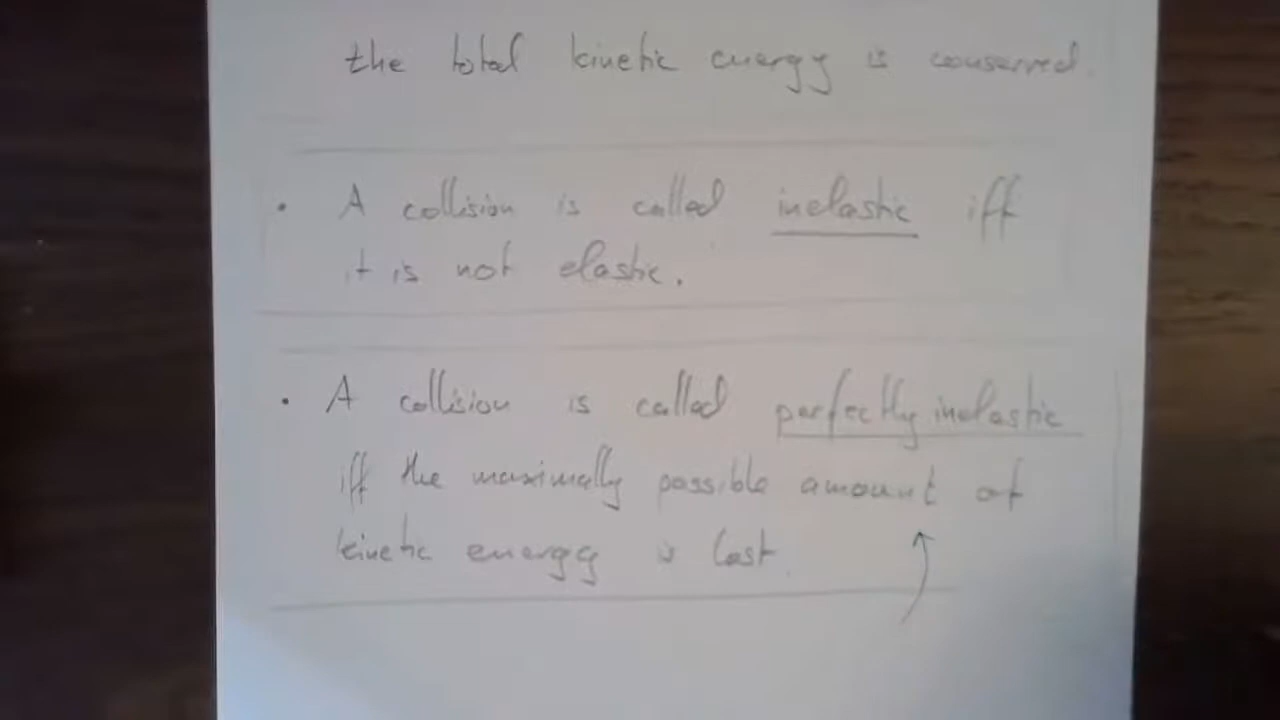 the total kinetic energy is conserved.
• A collision is called inelastic iff
it is not elastic.
• A collision is called perfectly inelastic
iff the maximally possible amount of
kinetic energy is lost.